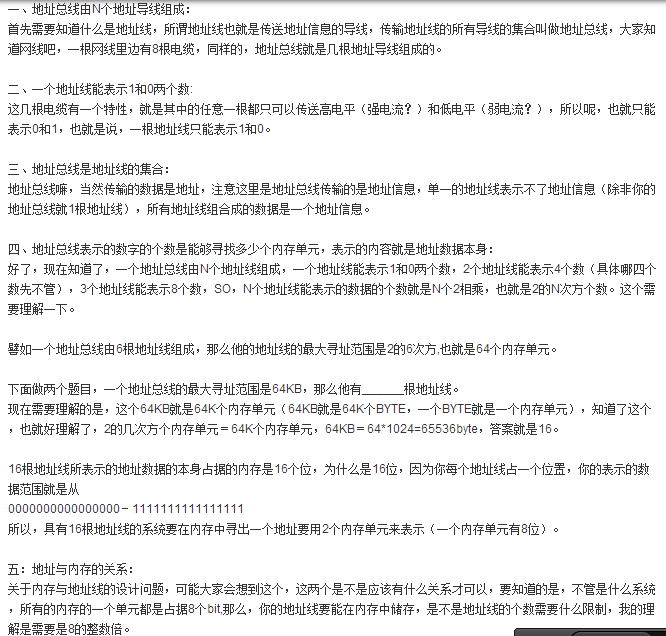 一、地址总线由N个地址导线组成：
首先需要知道什么是地址线，所谓地址线也就是传送地址信息的导线，传输地址线的所有导线的集合叫做地址总线，大家知
道网线吧，一根网线里边有8根电缆，同样的，地址总线就是几根地址导线组成的。
二、一个地址线能表示1和0两个数:
这几根电缆有一个特性，就是其中的任意一根都只可以传送高电平（强电流？）和低电平（弱电流？），所以呢，也就只能
表示0和1，也就是说，一根地址线只能表示1和0。
三、地址总线是地址线的集合：
地址总线嘛，当然传输的数据是地址，注意这里是地址总线传输的是地址信息，单一的地址线表示不了地址信息（除非你的
地址总线就1根地址线），所有地址线组合成的数据是一个地址信息。
四、地址总线表示的数字的个数是能够寻找多少个内存单元，表示的内容就是地址数据本身：
好了，现在知道了，一个地址总线由N个地址线组成，一个地址线能表示1和0两个数，2个地址线能表示4个数（具体哪四个
数先不管），3个地址线能表示8个数，SO，N个地址线能表示的数据的个数就是N个2相乘，也就是2的N次方个数。这个需
要理解一下。
譬如一个地址总线由6根地址线组成，那么他的地址线的最大寻址范围是2的6次方,也就是64个内存单元。
下面做两个题目，一个地址总线的最大寻址范围是64KB，那么他有______根地址线。
现在需要理解的是，这个64KB就是64K个内存单元（64KB就是64K个BYTE，一个BYTE就是一个内存单元），知道了这个
，也就好理解了，2的几次方个内存单元＝64K个内存单元，64KB＝64*1024=65536byte，答案就是16。
16根地址线所表示的地址数据的本身占据的内存是16个位，为什么是16位，因为你每个地址线占一个位置，你的表示的数
据范围就是从
0000000000000000－1111111111111111
所以，具有16根地址线的系统要在内存中寻出一个地址要用2个内存单元来表示（一个内存单元有8位）。
五：地址与内存的关系：
关于内存与地址线的设计问题，可能大家会想到这个，这两个是不是应该有什么关系才可以，要知道的是，不管是什么系统
，所有的内存的一个单元都是占据8个bit,那么，你的地址线要能在内存中储存，是不是地址线的个数需要什么限制，我的理
解是需要是8的整数倍。